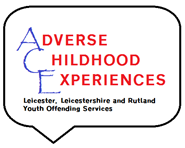 ADVERSE
CHILDHOOD
EXPERIENCES
Leicester, Leicestershire and Rutland
Youth Offending Services